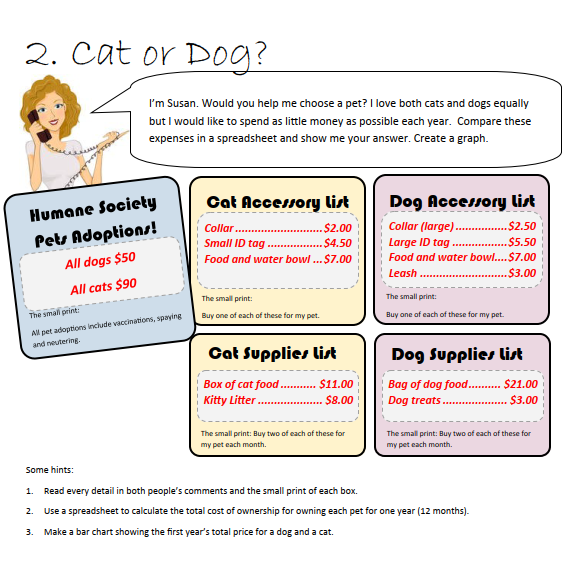 2. Cat or Dog?
I'm Susan. Would you help me choose a pet? I love both cats and dogs equally
but I would like to spend as little money as possible each year. Compare these
expenses in a spreadsheet and show me your answer. Create a graph.
Humane Society
Pets Adoptions!
All dogs $50
All cats $90
The small print:
All pet adoptions include vaccinations, spaying
and neutering.
Cat Accessory List
Collar..........................$2.00
Small ID tag ................$4.50
Food and water bowl ...$7.00
The small print:
Buy one of each of these for my pet.
Dog Accessory List
Collar (large)................$2.50
Large ID tag ................$5.50
Food and water bowl....$7.00
Leash ..........................$3.00
The small print:
Buy one of each of these for my pet.
Cat Supplies List
Box of cat food........... $11.00
Kitty Litter.................... $8.00
The small print: Buy two of each of these for
my pet each month.
Dog Supplies List
Bag of dog food.......... $21.00
Dog treats.................... $3.00
The small print: Buy two of each of these for
my pet each month.
Some hints:
1. Read every detail in both people's comments and the small print of each box.
2. Use a spreadsheet to calculate the total cost of ownership for owning each pet for one year (12 months).
3. Make a bar chart showing the first year's total price for a dog and a cat.